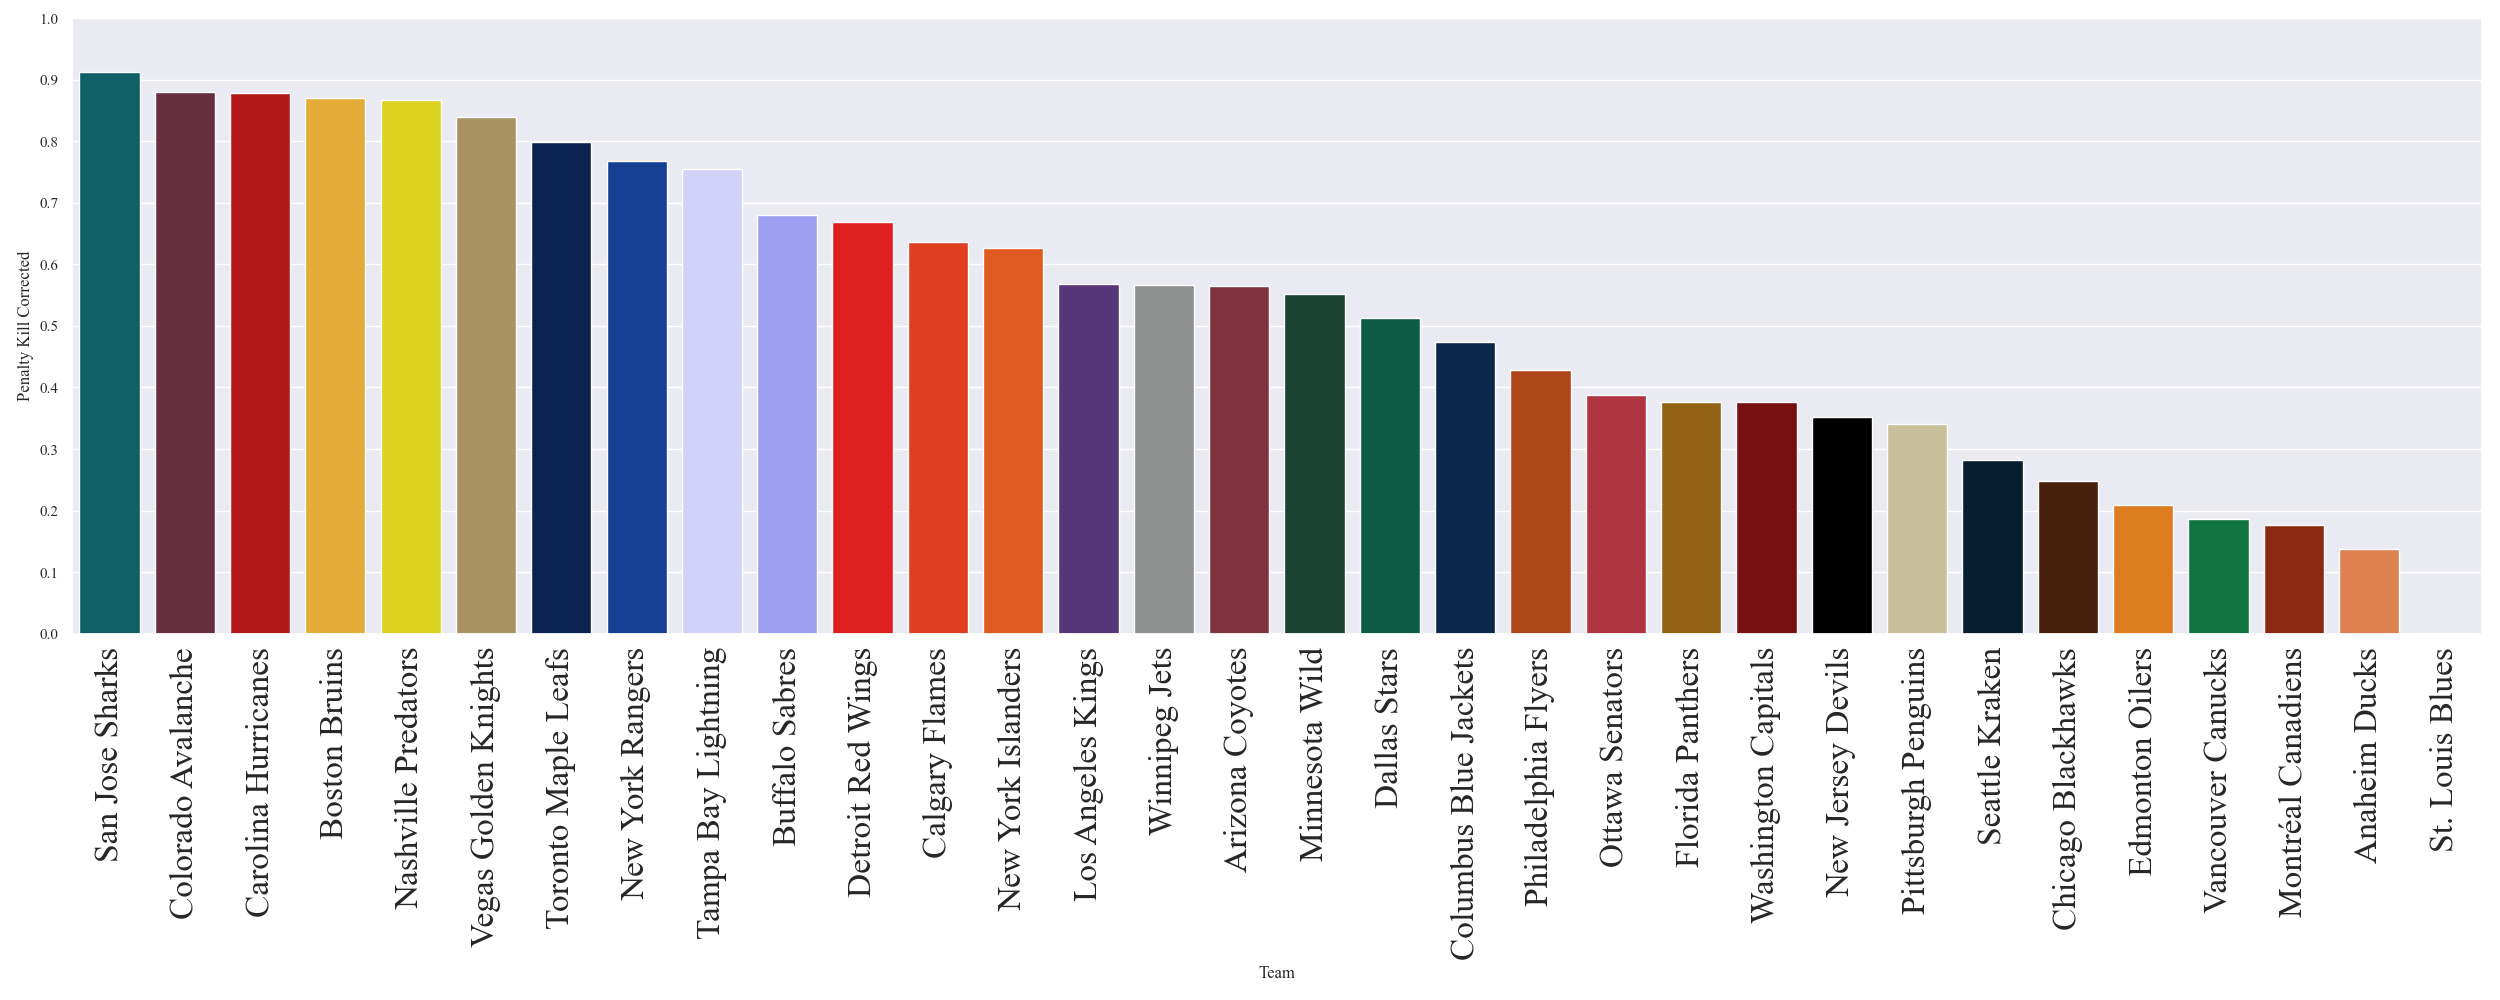 1.0
0.9
0.8
0.7
0.6
0.5
0.4
0.3
0.2
0.1
0.0
Penalty Kill Corrected
San Jose Sharks
Colorado Avalanche
Carolina Hurricanes
Boston Bruins
Nashville Predators
Vegas Golden Knights
Toronto Maple Leafs
New York Rangers
Tampa Bay Lightning
Buffalo Sabres
Detroit Red Wings
Calgary Flames
New York Islanders
Los Angeles Kings
Winnipeg Jets
Arizona Coyotes
Minnesota Wild
Dallas Stars
Columbus Blue Jackets
Philadelphia Flyers
Ottawa Senators
Florida Panthers
Washington Capitals
New Jersey Devils
Pittsburgh Penguins
Seattle Kraken
Chicago Blackhawks
Edmonton Oilers
Vancouver Canucks
Montréal Canadiens
Anaheim Ducks
St. Louis Blues
Team